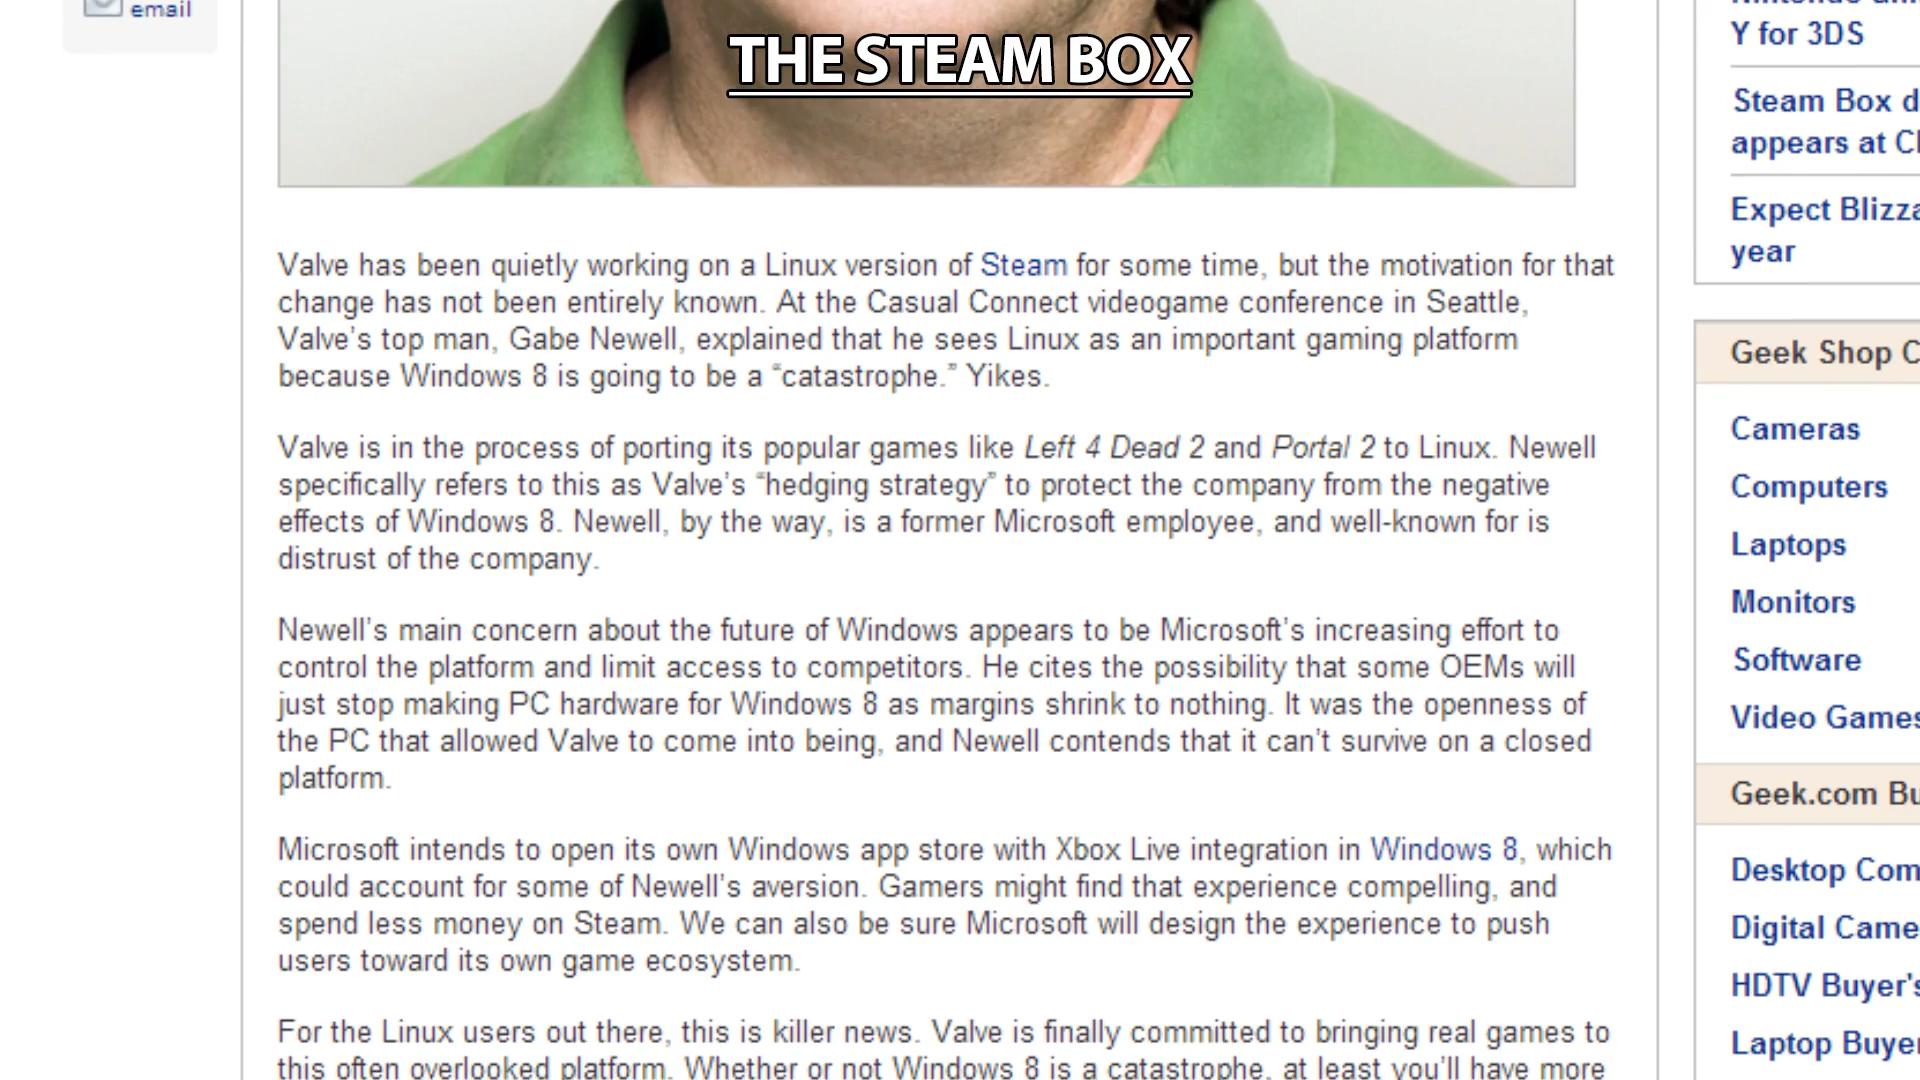 email
THE STEAM BOX
Valve has been quietly working on a Linux version of Steam for some time, but the motivation for that
change has not been entirely known. At the Casual Connect videogame conference in Seattle,
Valve’s top man, Gabe Newell, explained that he sees Linux as an important gaming platform
because Windows 8 is going to be a “catastrophe.” Yikes.
Valve is in the process of porting its popular games like Left 4 Dead 2 and Portal 2 to Linux. Newell
specifically refers to this as Valve’s “hedging strategy” to protect the company from the negative
effects of Windows 8. Newell, by the way, is a former Microsoft employee, and well-known for is
distrust of the company.
Newell’s main concern about the future of Windows appears to be Microsoft’s increasing effort to
control the platform and limit access to competitors. He cites the possibility that some OEMs will
just stop making PC hardware for Windows 8 as margins shrink to nothing. It was the openness of
the PC that allowed Valve to come into being, and Newell contends that it can’t survive on a closed
platform.
Microsoft intends to open its own Windows app store with Xbox Live integration in Windows 8, which
could account for some of Newell’s aversion. Gamers might find that experience compelling, and
spend less money on Steam. We can also be sure Microsoft will design the experience to push
users toward its own game ecosystem.
For the Linux users out there, this is killer news. Valve is finally committed to bringing real games to
this often overlooked platform. Whether or not Windows 8 is a catastrophe, at least you’ll have more
Y for 3DS
Steam Box d
appears at
Expect Blizza
year
Geek Shop C
Cameras
Computers
Laptops
Monitors
Software
Video Games
Geek.com Bu
Desktop Com
Digital Came
HDTV Buyer's
Laptop Buyer